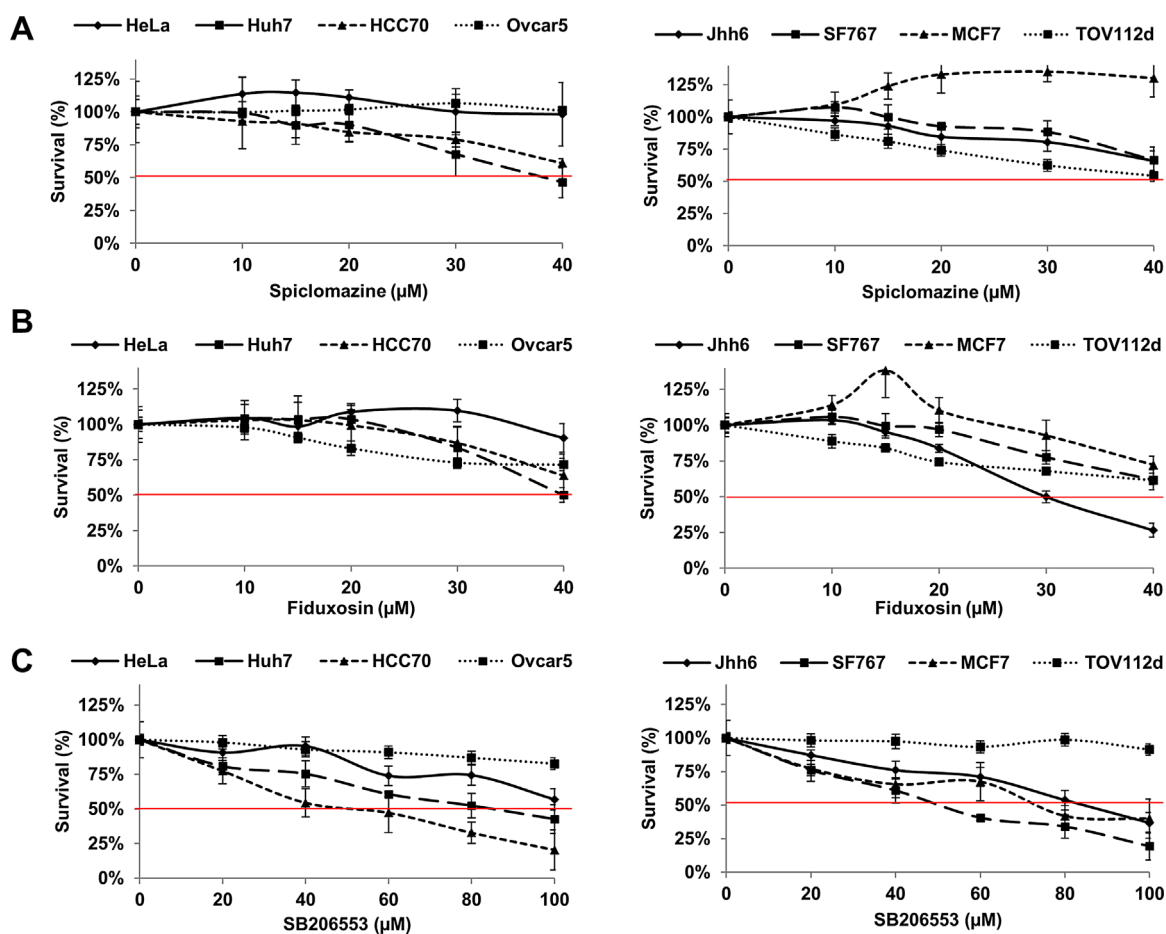 A
HeLa Huh7 HCC70 Ovcar5
Survival (%)
125%
100%
75%
50%
25%
0%
0 10 20 30 40
Spiclomazine (µM)
Jhh6 SF767 MCF7 TOV112d
Survival (%)
125%
100%
75%
50%
25%
0%
0 10 20 30 40
Spiclomazine (µM)
B
HeLa Huh7 HCC70 Ovcar5
Survival (%)
125%
100%
75%
50%
25%
0%
0 10 20 30 40
Fiduxosin (µM)
Jhh6 SF767 MCF7 TOV112d
Survival (%)
125%
100%
75%
50%
25%
0%
0 10 20 30 40
Fiduxosin (µM)
C
HeLa Huh7 HCC70 Ovcar5
Survival (%)
125%
100%
75%
50%
25%
0%
0 20 40 60 80 100
SB206553 (µM)
Jhh6 SF767 MCF7 TOV112d
Survival (%)
125%
100%
75%
50%
25%
0%
0 20 40 60 80 100
SB206553 (µM)